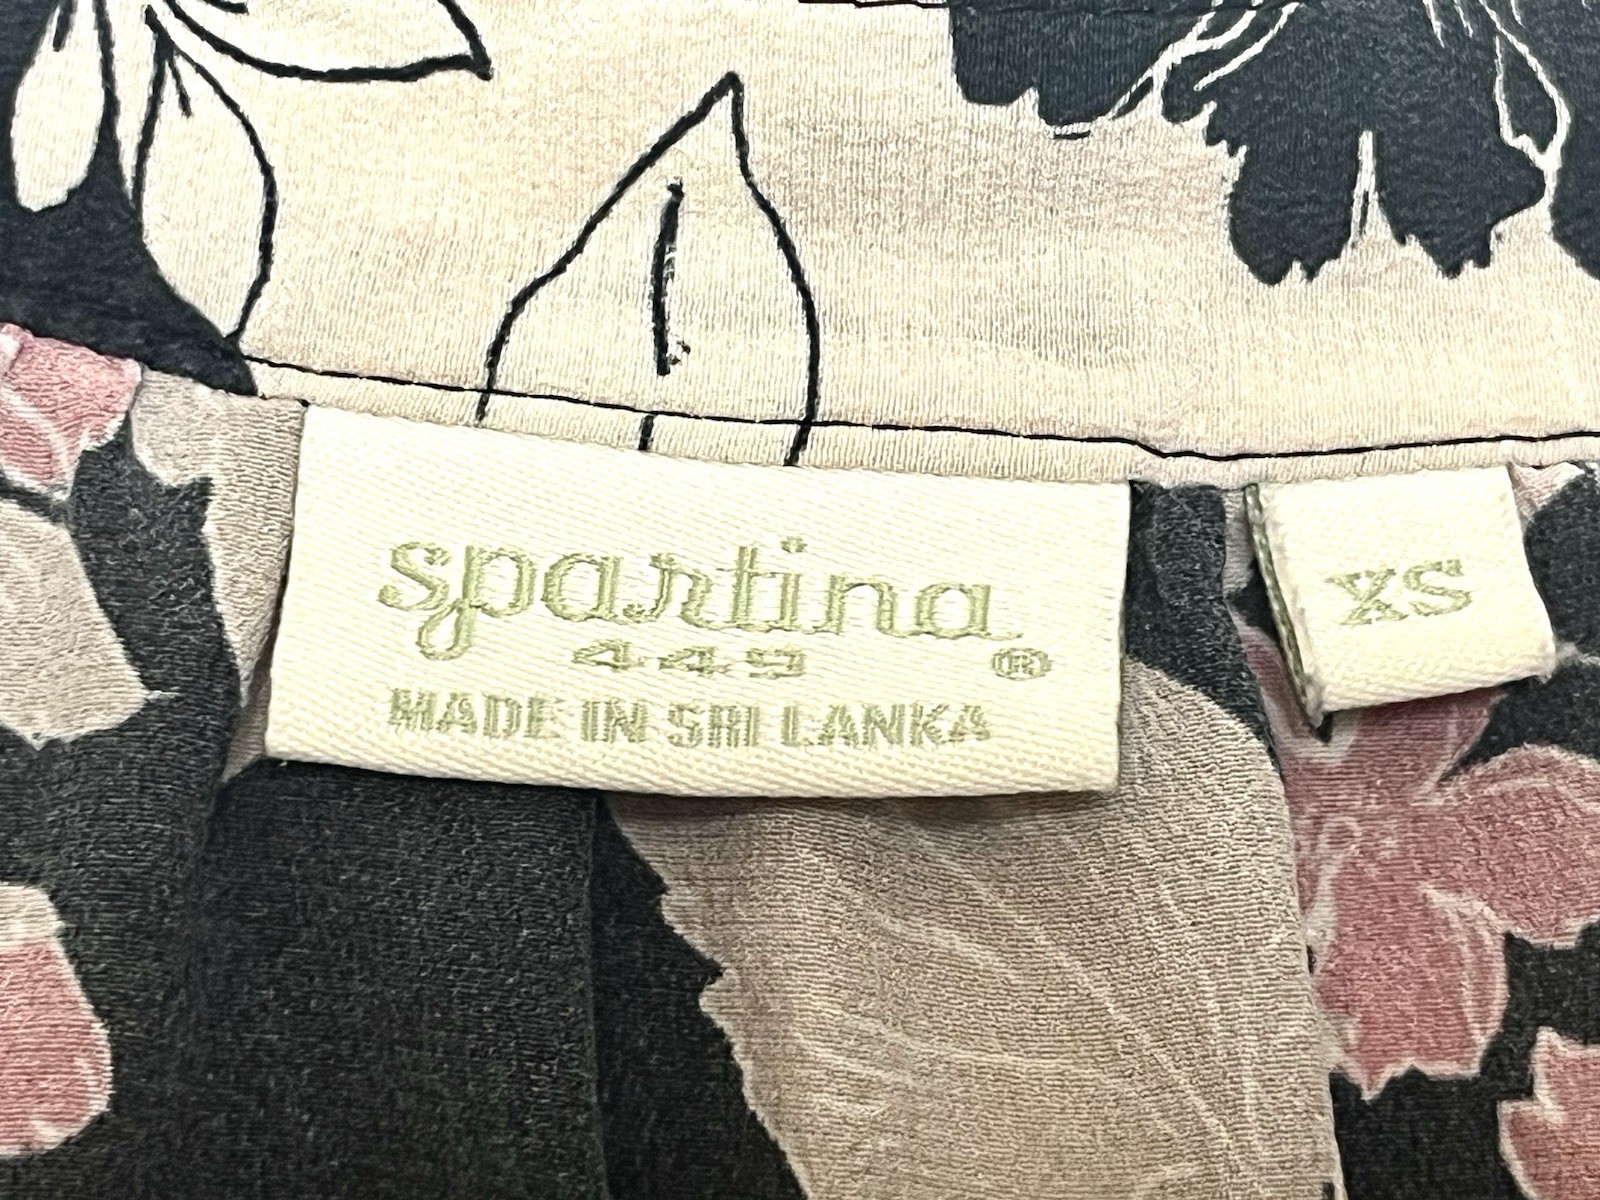 spartina
449 ®
MADE IN SRI LANKA
XS